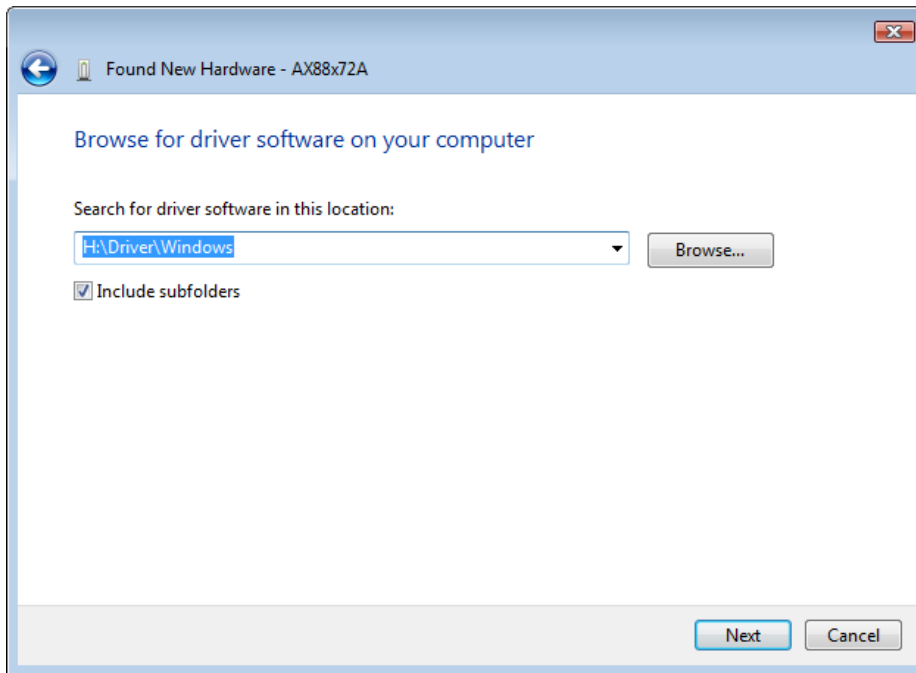 Found New Hardware - AX88x72A
Browse for driver software on your computer
Search for driver software in this location:
H:\Driver\Windows
Browse...
Include subfolders
Next
Cancel